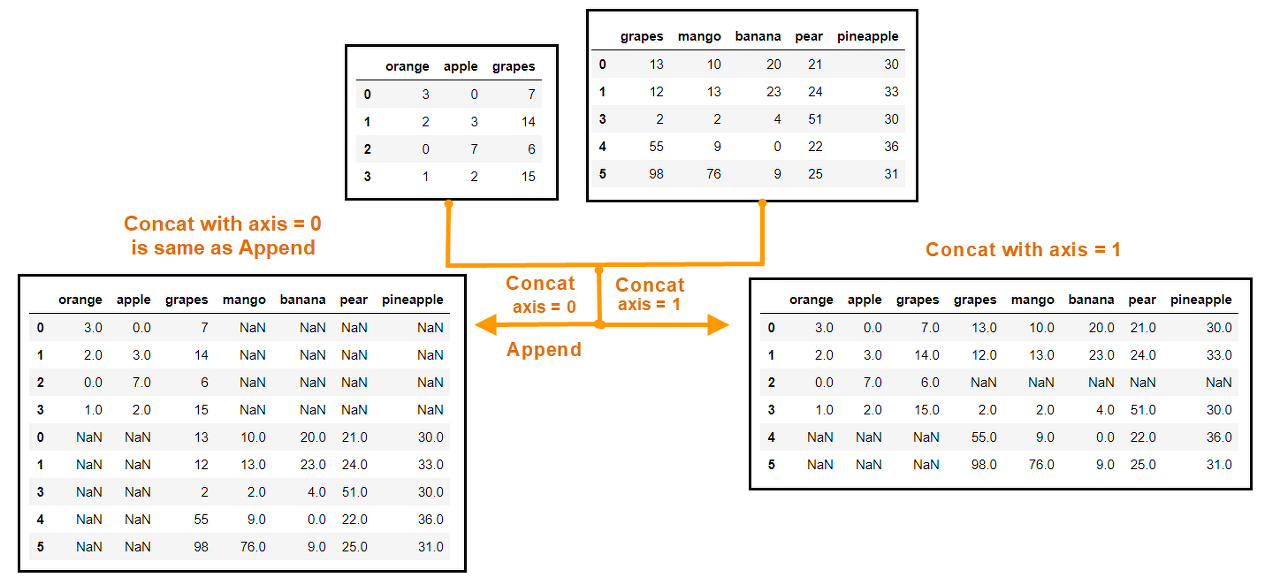 orange apple grapes
0 3 0 7
1 2 3 14
2 0 7 6
3 1 2 15
grapes mango banana pear pineapple
0 13 10 20 21 30
1 12 13 23 24 33
3 2 2 4 51 30
4 55 9 0 22 36
5 98 76 9 25 31
Concat with axis = 0
is same as Append
Concat with axis = 1
Concat
axis = 0
Concat
axis = 1
Append
orange apple grapes mango banana pear pineapple
0 3.0 0.0 7 NaN NaN NaN NaN
1 2.0 3.0 14 NaN NaN NaN NaN
2 0.0 7.0 6 NaN NaN NaN NaN
3 1.0 2.0 15 NaN NaN NaN NaN
0 NaN NaN 13 10.0 20.0 21.0 30.0
1 NaN NaN 12 13.0 23.0 24.0 33.0
3 NaN NaN 2 2.0 4.0 51.0 30.0
4 NaN NaN 55 9.0 0.0 22.0 36.0
5 NaN NaN 98 76.0 9.0 25.0 31.0
orange apple grapes grapes mango banana pear pineapple
0 3.0 0.0 7.0 13.0 10.0 20.0 21.0 30.0
1 2.0 3.0 14.0 12.0 13.0 23.0 24.0 33.0
2 0.0 7.0 6.0 NaN NaN NaN NaN NaN
3 1.0 2.0 15.0 2.0 2.0 4.0 51.0 30.0
4 NaN NaN NaN 55.0 9.0 0.0 22.0 36.0
5 NaN NaN NaN 98.0 76.0 9.0 25.0 31.0